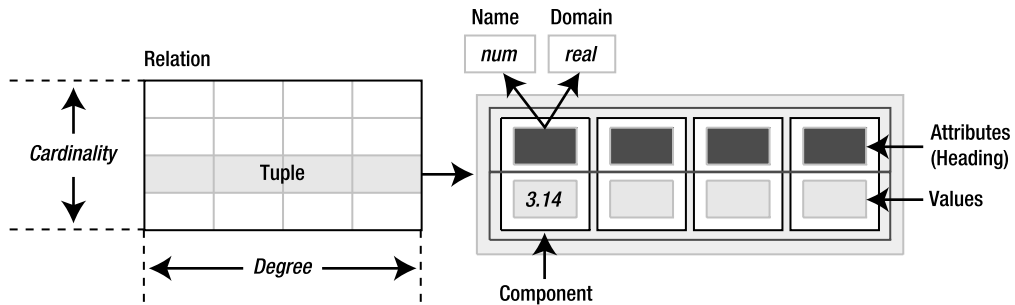 Relation
Cardinality
Tuple
Degree
Name
Domain
num
real
3.14
Attributes
(Heading)
Values
Component